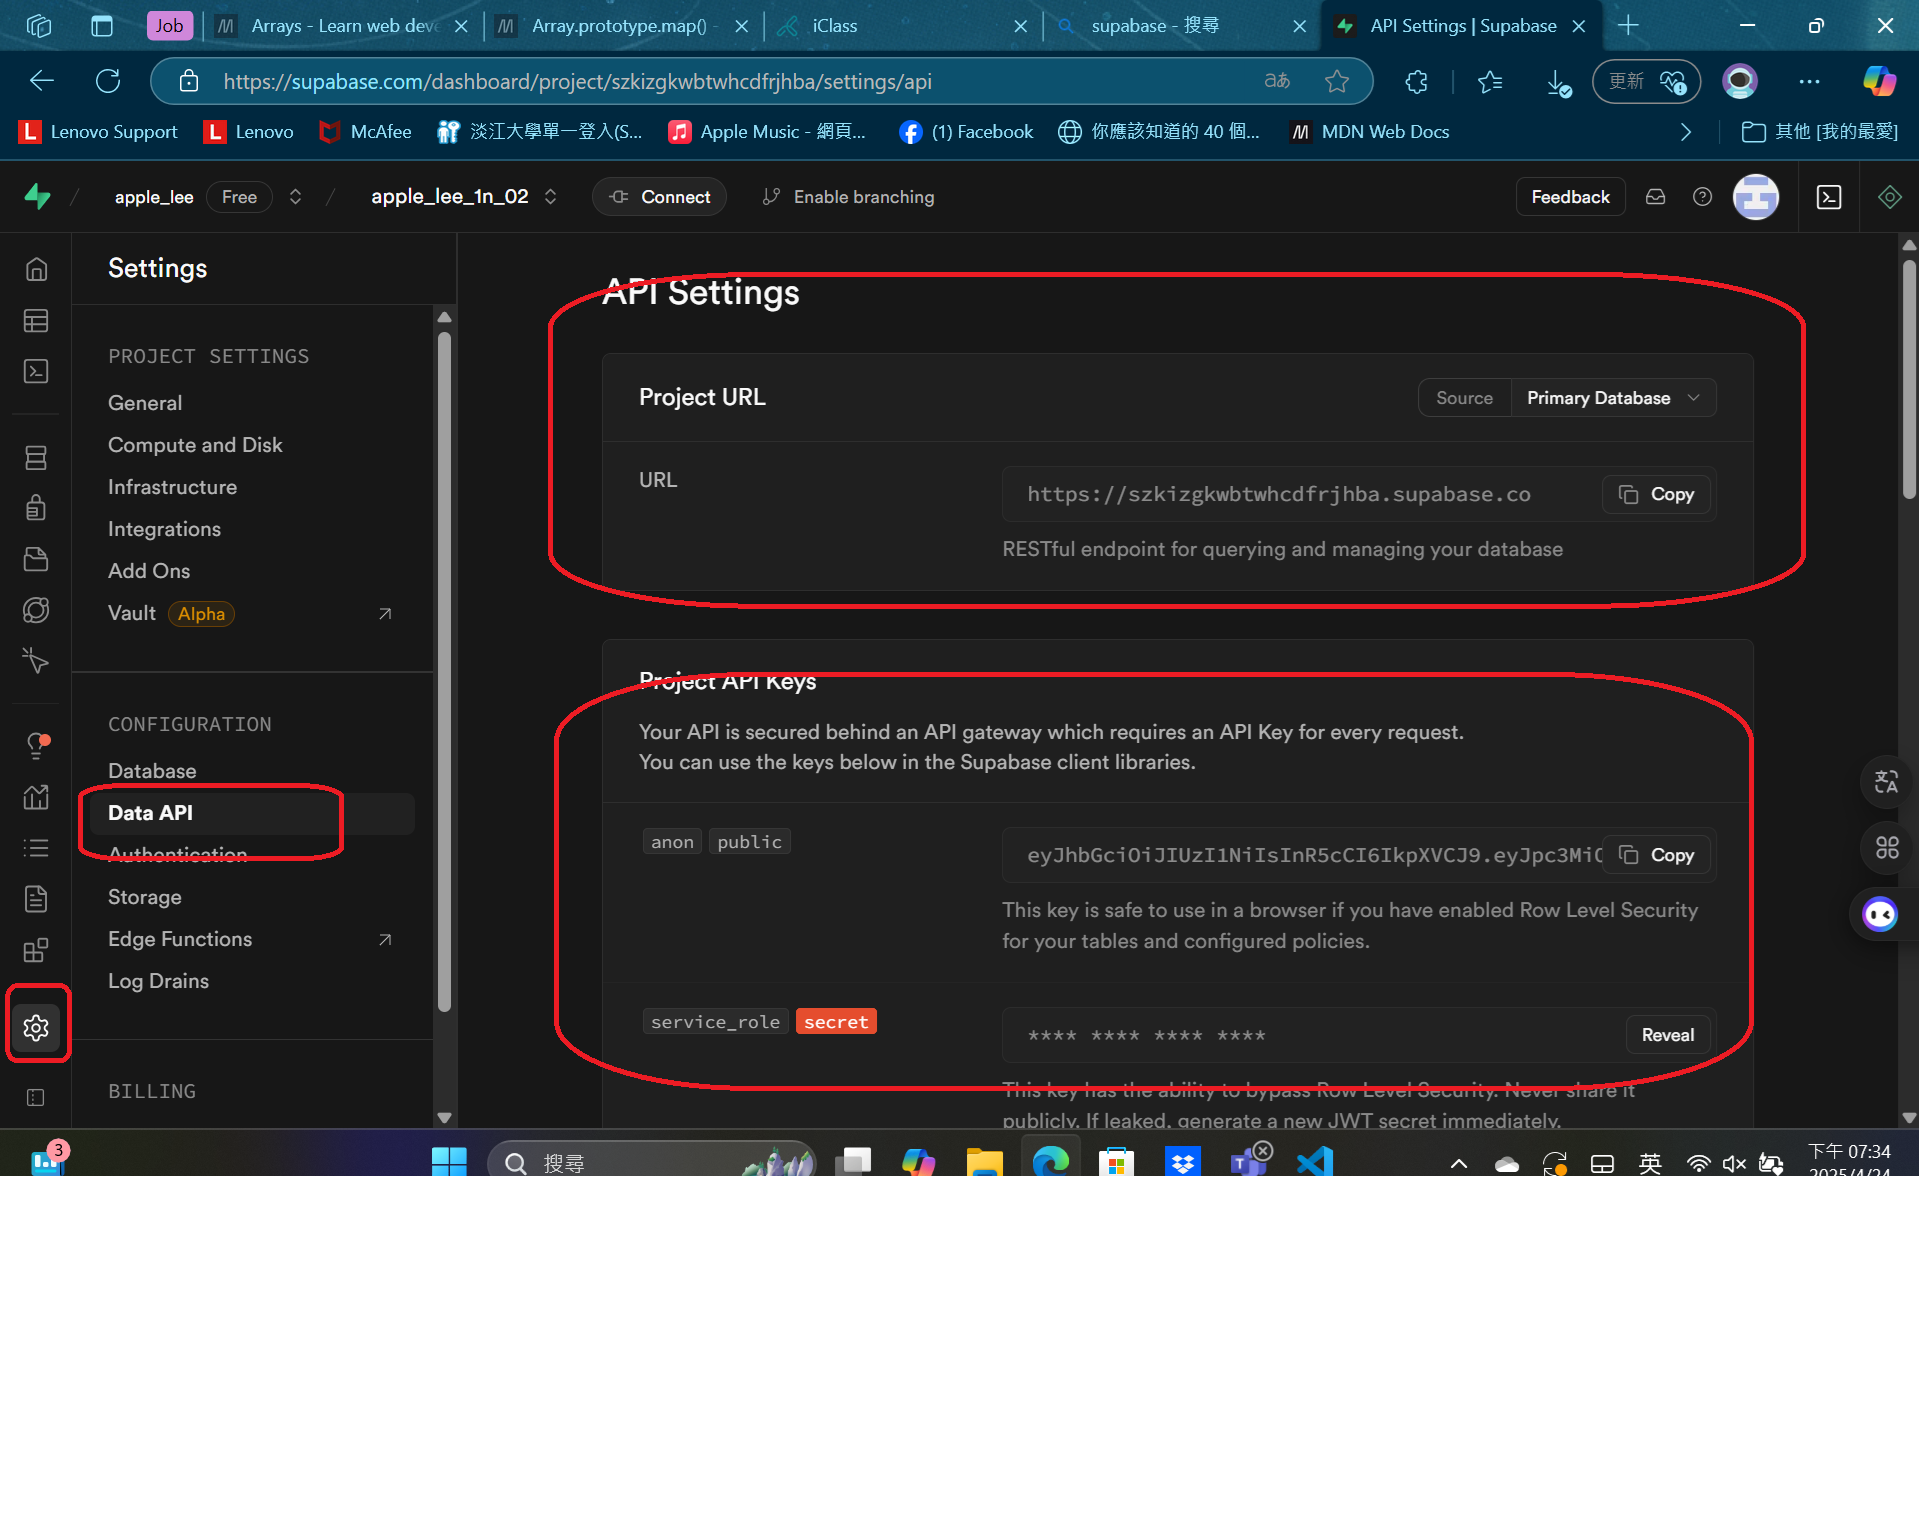 Job
Arrays - Learn web deve
Array.prototype.map() -
iClass
supabase - 搜尋
API Settings | Supabase
https://supabase.com/dashboard/project/szkizgkwbtwhcdfrjhba/settings/api
aあ
更新
Lenovo Support
Lenovo
McAfee
淡江大學單一登入(S...
Apple Music - 網頁...
(1) Facebook
你應該知道的 40 個...
MDN Web Docs
其他 [我的最愛]
apple_lee
Free
apple_lee_1n_02
Connect
Enable branching
Feedback
Settings
PROJECT SETTINGS
General
Compute and Disk
Infrastructure
Integrations
Add Ons
Vault Alpha
CONFIGURATION
Database
Data API
Authentication
Storage
Edge Functions
Log Drains
BILLING
API Settings
Project URL
Source
Primary Database
URL
https://szkizgkwbtwhcdfrjhba.supabase.co
Copy
RESTful endpoint for querying and managing your database
Project API Keys
Your API is secured behind an API gateway which requires an API Key for every request.
You can use the keys below in the Supabase client libraries.
anon public
eyJhbGciOiJIUzI1NiIsInR5cCI6IkpXVCJ9.eyJpc3MiO
Copy
This key is safe to use in a browser if you have enabled Row Level Security
for your tables and configured policies.
service_role secret
**** **** **** ****
Reveal
This key has the ability to bypass Row Level Security. Never share it
publicly. If leaked, generate a new JWT secret immediately.
3
搜尋
英
下午 07:34
2025/4/24